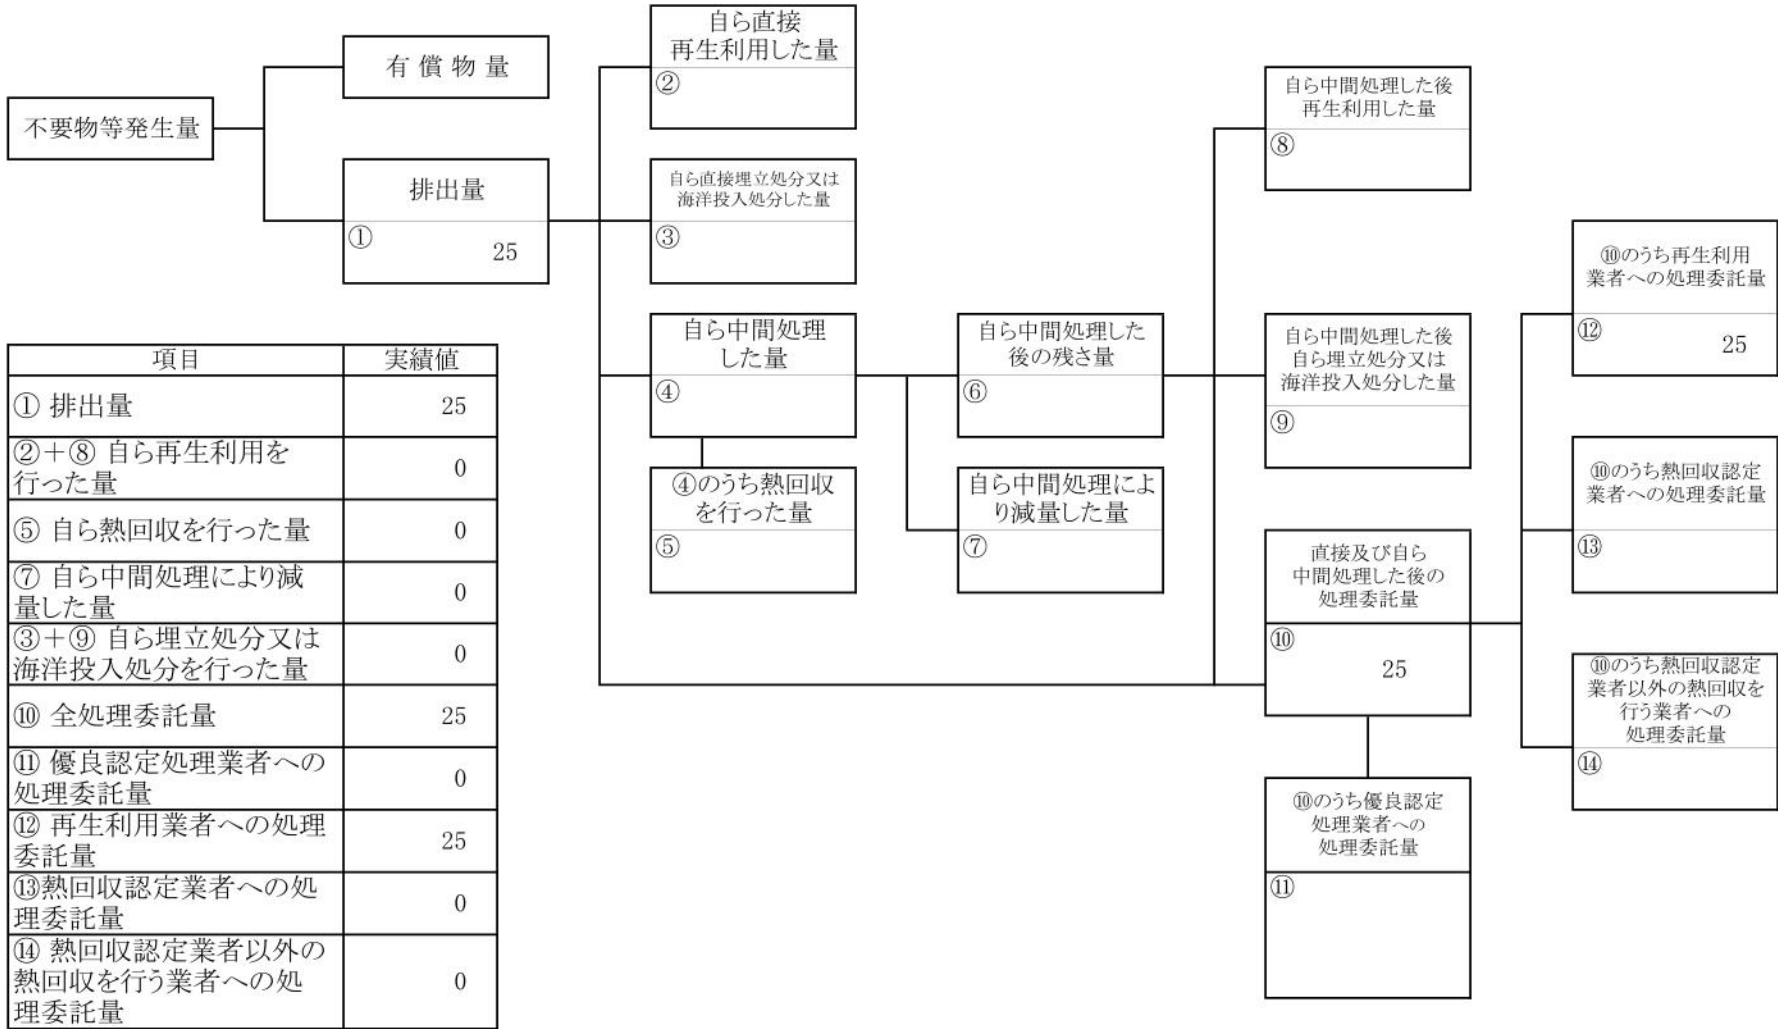 不要物等発生量
有 償 物 量
排出量
①
25
自ら直接
再生利用した量
②
自ら直接埋立処分又は
海洋投入処分した量
③
自ら中間処理
した量
④
④のうち熱回収
を行った量
⑤
自ら中間処理した
後の残さ量
⑥
自ら中間処理によ
り減量した量
⑦
自ら中間処理した後
再生利用した量
⑧
自ら中間処理した後
自ら埋立処分又は
海洋投入処分した量
⑨
直接及び自ら
中間処理した後の
処理委託量
⑩
25
⑩のうち優良認定
処理業者への
処理委託量
⑪
⑩のうち再生利用
業者への処理委託量
⑫
25
⑩のうち熱回収認定
業者への処理委託量
⑬
⑩のうち熱回収認定
業者以外の熱回収を
行う業者への
処理委託量
⑭
項目 実績値
① 排出量 25
②＋⑧ 自ら再生利用を
行った量 0
⑤ 自ら熱回収を行った量 0
⑦ 自ら中間処理により減
量した量 0
③＋⑨ 自ら埋立処分又は
海洋投入処分を行った量 0
⑩ 全処理委託量 25
⑪ 優良認定処理業者への
処理委託量 0
⑫ 再生利用業者への処理
委託量 25
⑬熱回収認定業者への処
理委託量 0
⑭ 熱回収認定業者以外の
熱回収を行う業者への処
理委託量 0